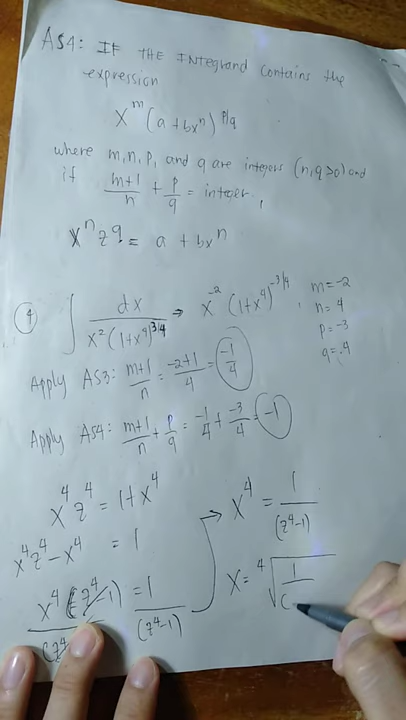 AS4: IF THE INTEGRAND contains the
expression
x^m (a + bx^n)^p/q
where m, n, p, and q are integers (n, q > 0) and
if (m+1)/n + p/q = integer,
x^n z^q = a + bx^n
④ ∫ dx / (x^2 (1+x^4)^3/4) → x^-2 (1+x^4)^-3/4, m = -2
n = 4
p = -3
q = 4
Apply AS3: (m+1)/n = (-2+1)/4 = -1/4
Apply AS4: (m+1)/n + p/q = -1/4 + -3/4 = -1
x^4 z^4 = 1 + x^4
x^4 z^4 - x^4 = 1
x^4 (z^4 - 1) / (z^4 = 1 / (z^4 - 1)
x^4 = 1 / (z^4 - 1)
x = ⁴√(1 / (